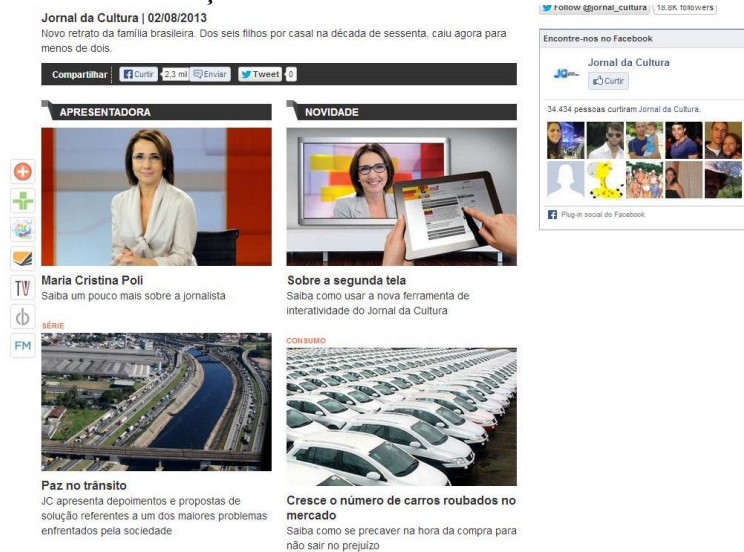 Jornal da Cultura | 02/08/2013
Novo retrato da família brasileira. Dos seis filhos por casal na década de sessenta, caiu agora para
menos de dois.
Compartilhar Curtir 2,3 mil Enviar Tweet 0
APRESENTADORA
Maria Cristina Poli
Saiba um pouco mais sobre a jornalista
NOVIDADE
Sobre a segunda tela
Saiba como usar a nova ferramenta de
interatividade do Jornal da Cultura
SÉRIE
Paz no trânsito
JC apresenta depoimentos e propostas de
solução referentes a um dos maiores problemas
enfrentados pela sociedade
CONSUMO
Cresce o número de carros roubados no
mercado
Saiba como se precaver na hora da compra para
não sair no prejuízo
TV
FM
Follow @jornal_cultura 18.8K followers
Encontre-nos no Facebook
Jornal da Cultura
Curtir
34.434 pessoas curtiram Jornal da Cultura.
Plug-in social do Facebook